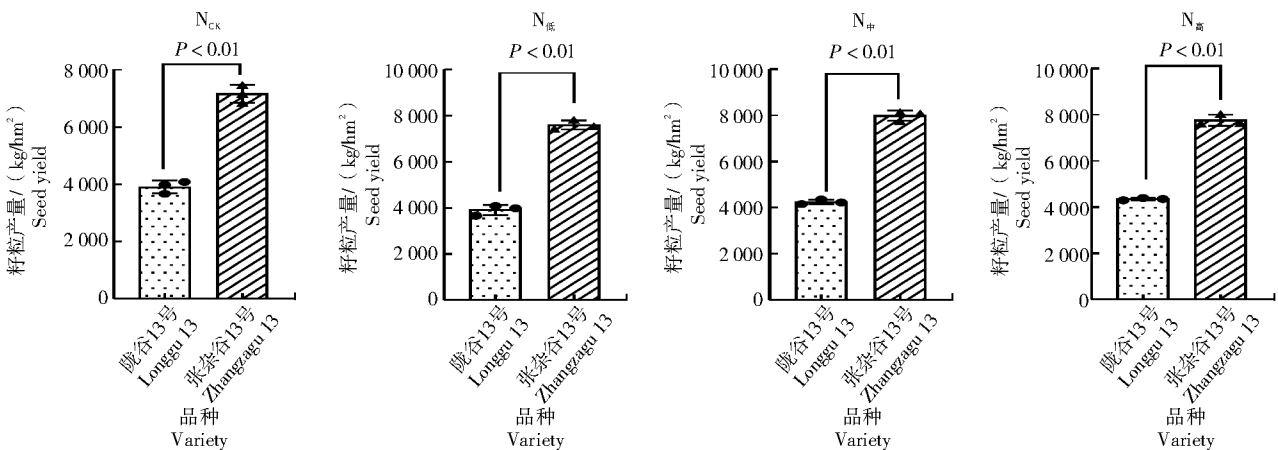 N_CK
P < 0.01
籽粒产量/（kg/hm²）
Seed yield
8 000
6 000
4 000
2 000
0
陇谷13号
Longgu 13
张杂谷13号
Zhangzagu 13
品种
Variety
N_低
P < 0.01
籽粒产量/（kg/hm²）
Seed yield
10 000
8 000
6 000
4 000
2 000
0
陇谷13号
Longgu 13
张杂谷13号
Zhangzagu 13
品种
Variety
N_中
P < 0.01
籽粒产量/（kg/hm²）
Seed yield
10 000
8 000
6 000
4 000
2 000
0
陇谷13号
Longgu 13
张杂谷13号
Zhangzagu 13
品种
Variety
N_高
P < 0.01
籽粒产量/（kg/hm²）
Seed yield
10 000
8 000
6 000
4 000
2 000
0
陇谷13号
Longgu 13
张杂谷13号
Zhangzagu 13
品种
Variety